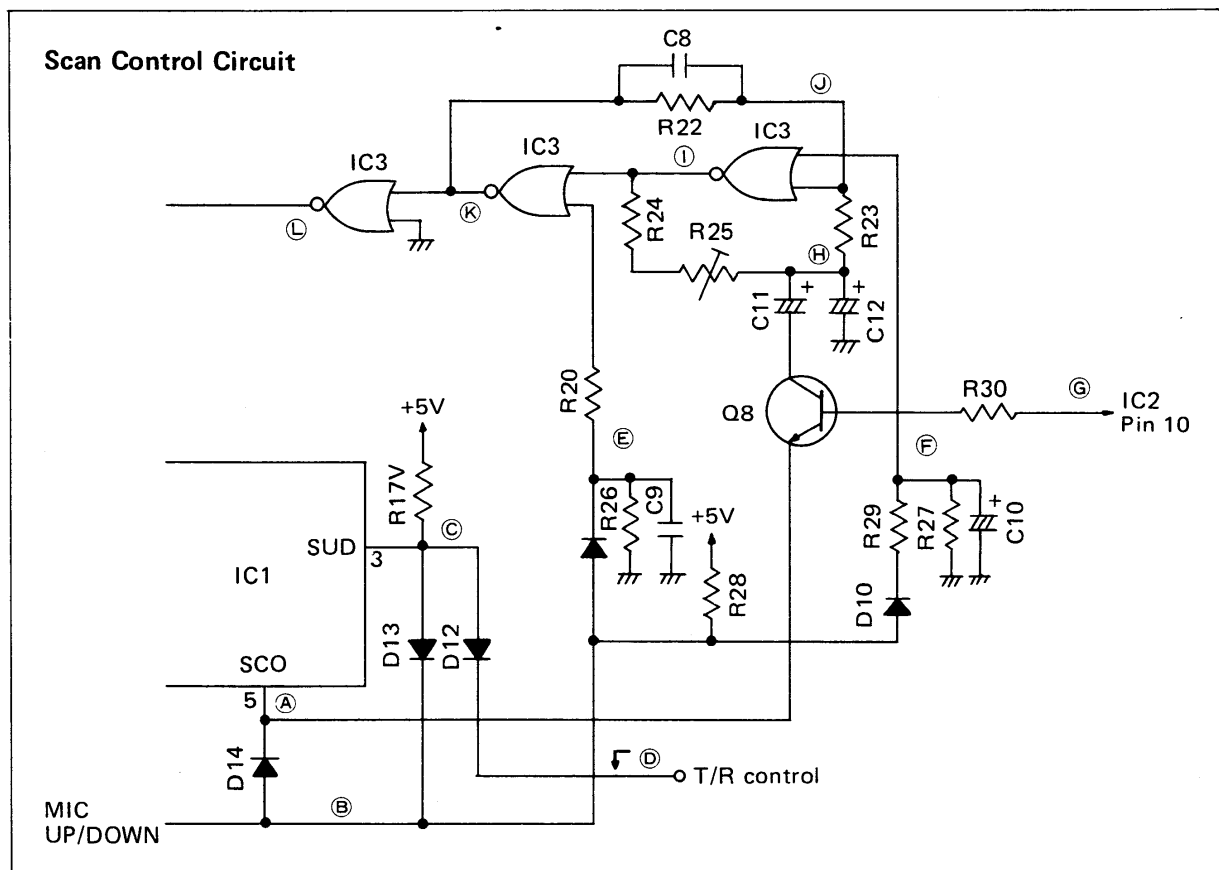 Scan Control Circuit
C8
R22
Ⓙ
IC3
IC3
IC3
Ⓘ
Ⓚ
Ⓛ
R24
R25
R23
Ⓗ
C11
+
C12
+
R20
Q8
R30
Ⓖ
IC2
Pin 10
+5V
Ⓔ
Ⓕ
R17V
R26
C9
+5V
R29
R27
C10
+
Ⓒ
SUD
3
IC1
R28
D10
D13
D12
SCO
5
Ⓐ
D14
Ⓓ
T/R control
MIC
UP/DOWN
Ⓑ